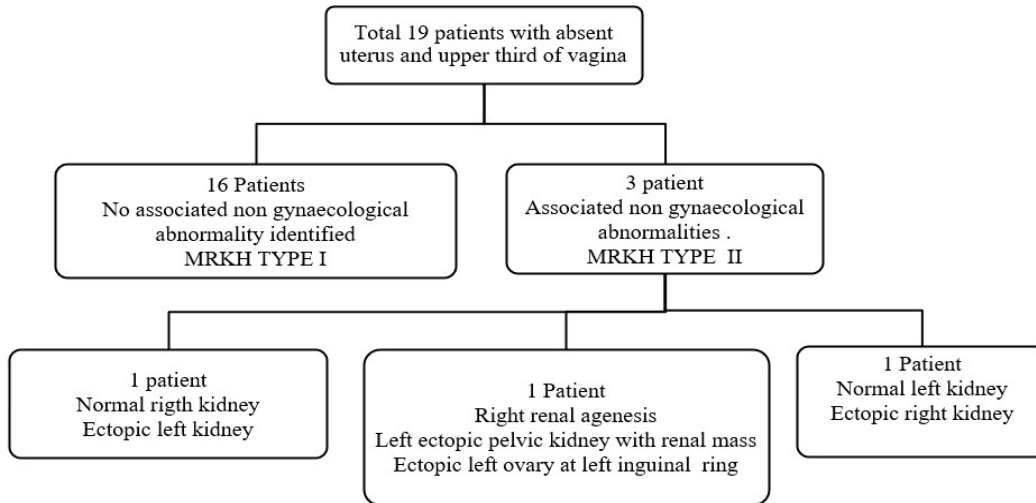 Total 19 patients with absent
uterus and upper third of vagina
16 Patients
No associated non gynaecological
abnormality identified
MRKH TYPE I
3 patient
Associated non gynaecological
abnormalities .
MRKH TYPE II
1 patient
Normal rigth kidney
Ectopic left kidney
1 Patient
Right renal agenesis
Left ectopic pelvic kidney with renal mass
Ectopic left ovary at left inguinal ring
1 Patient
Normal left kidney
Ectopic right kidney